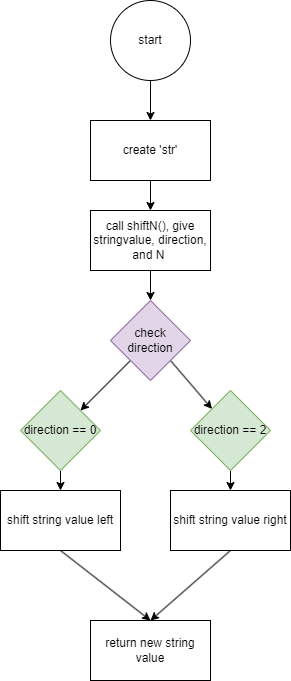 start
create 'str'
call shiftN(), give
stringvalue, direction,
and N
check
direction
direction == 0
direction == 2
shift string value left
shift string value right
return new string
value